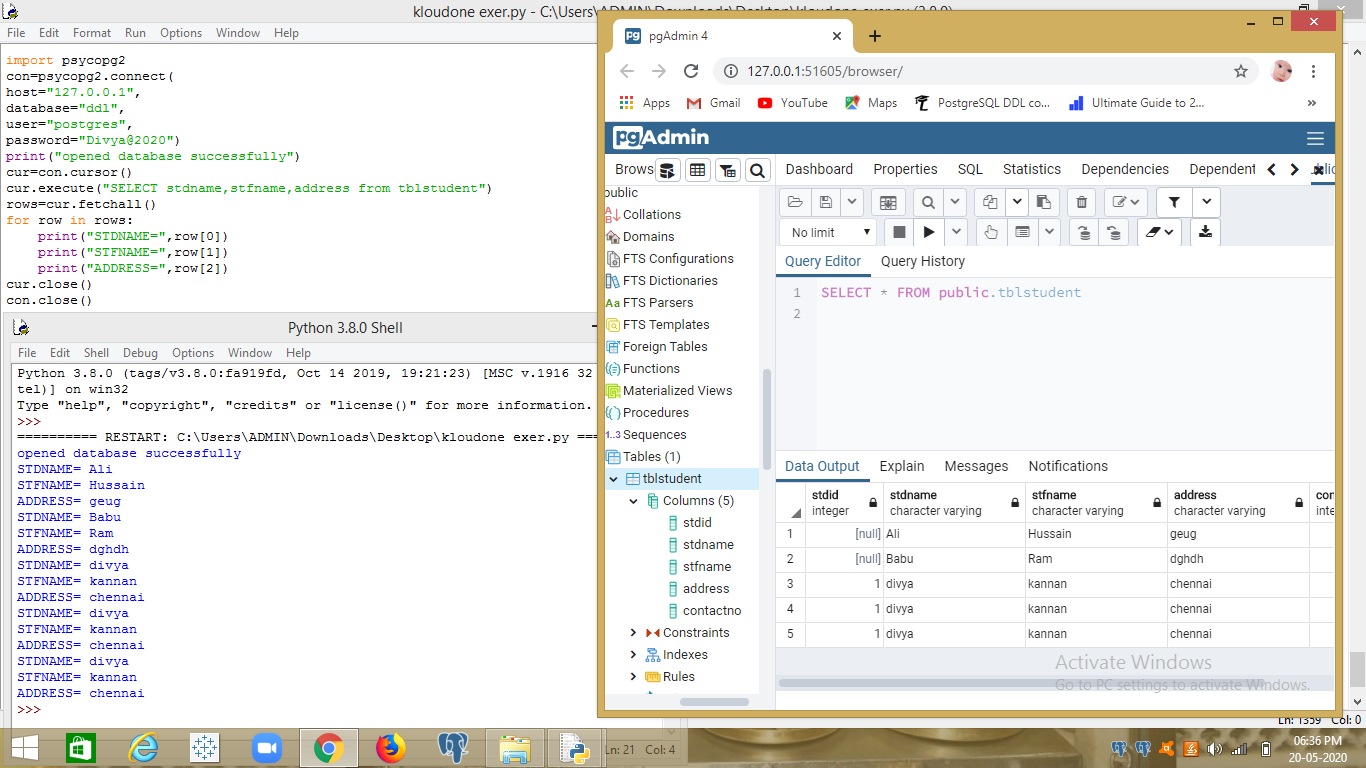 kloudone exer.py - C:\Users\ADMIN\Downloads\Desktop\kloudone exer.py (3.8.0)
File Edit Format Run Options Window Help
import psycopg2
con=psycopg2.connect(
host="127.0.0.1",
database="ddl",
user="postgres",
password="Divya@2020")
print("opened database successfully")
cur=con.cursor()
cur.execute("SELECT stdname,stfname,address from tblstudent")
rows=cur.fetchall()
for row in rows:
    print("STDNAME=",row[0])
    print("STFNAME=",row[1])
    print("ADDRESS=",row[2])
cur.close()
con.close()
Python 3.8.0 Shell
File Edit Shell Debug Options Window Help
Python 3.8.0 (tags/v3.8.0:fa919fd, Oct 14 2019, 19:21:23) [MSC v.1916 32
tel)] on win32
Type "help", "copyright", "credits" or "license()" for more information.
>>>
========== RESTART: C:\Users\ADMIN\Downloads\Desktop\kloudone exer.py ===
opened database successfully
STDNAME= Ali
STFNAME= Hussain
ADDRESS= geug
STDNAME= Babu
STFNAME= Ram
ADDRESS= dghdh
STDNAME= divya
STFNAME= kannan
ADDRESS= chennai
STDNAME= divya
STFNAME= kannan
ADDRESS= chennai
STDNAME= divya
STFNAME= kannan
ADDRESS= chennai
>>>
Ln: 21 Col: 4
pgAdmin 4
127.0.0.1:51605/browser/
Apps Gmail YouTube Maps PostgreSQL DDL co... Ultimate Guide to 2... »
pgAdmin
Brows
Dashboard Properties SQL Statistics Dependencies Dependent
public
Collations
Domains
FTS Configurations
FTS Dictionaries
Aa FTS Parsers
FTS Templates
Foreign Tables
Functions
Materialized Views
Procedures
1..3 Sequences
Tables (1)
tblstudent
Columns (5)
stdid
stdname
stfname
address
contactno
Constraints
Indexes
Rules
No limit
Query Editor Query History
1 SELECT * FROM public.tblstudent
2
Data Output Explain Messages Notifications
stdid stdname stfname address con
integer character varying character varying character varying inte
1 [null] Ali Hussain geug
2 [null] Babu Ram dghdh
3 1 divya kannan chennai
4 1 divya kannan chennai
5 1 divya kannan chennai
Activate Windows
Go to PC settings to activate Windows.
Ln: 1359 Col: 0
06:36 PM
20-05-2020